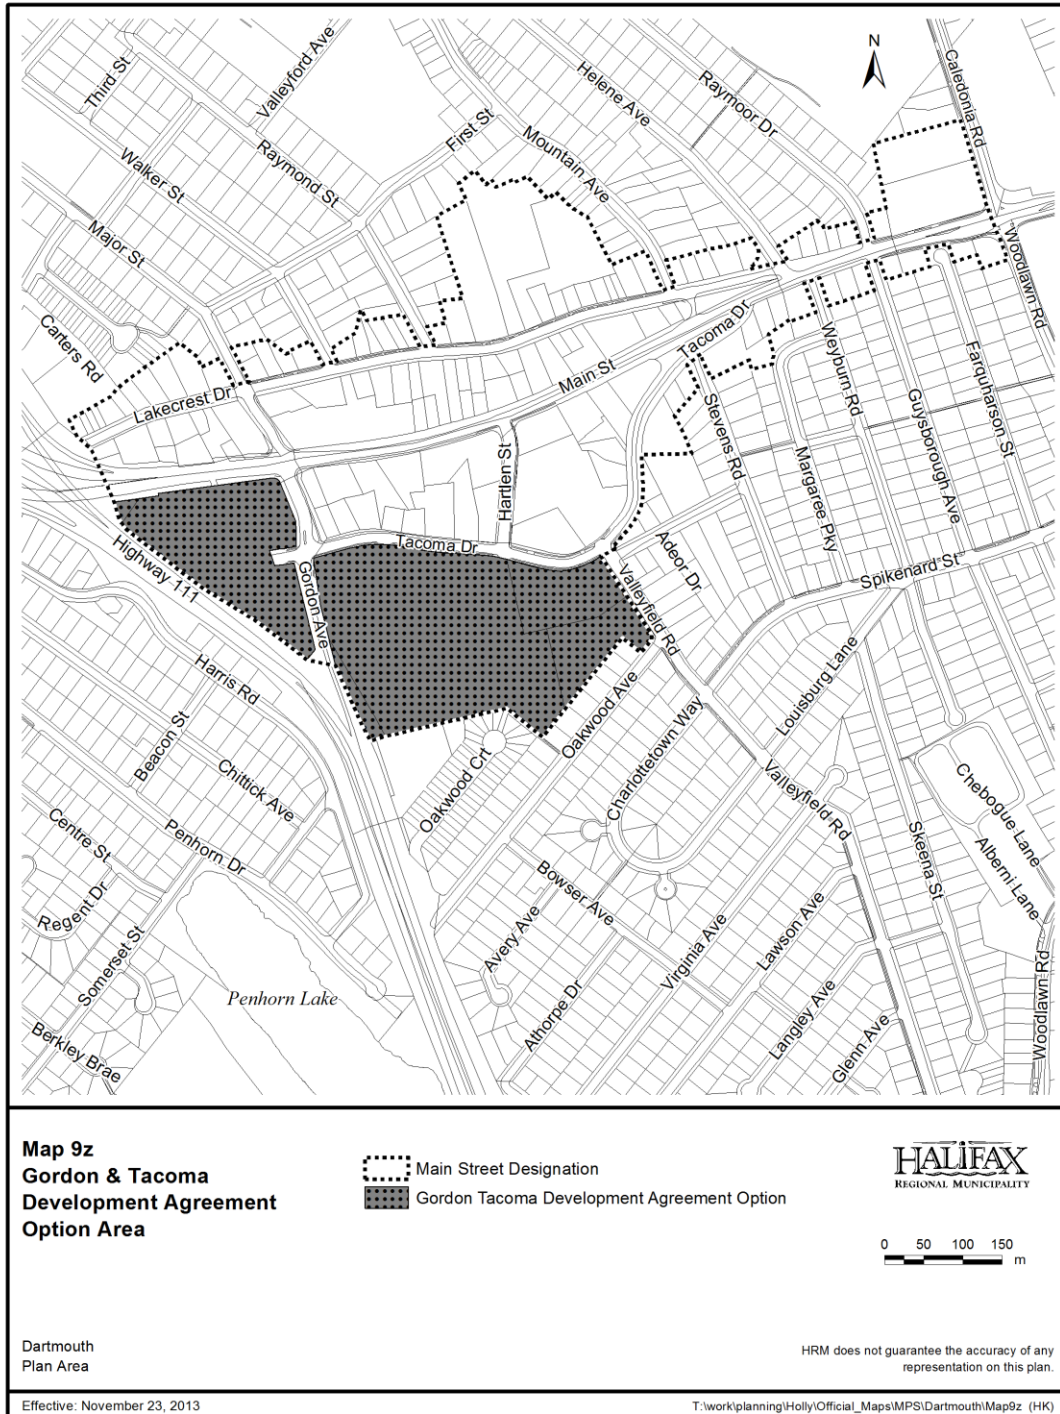 N
Third St
Valleyford Ave
Helene Ave
Raymoor Dr
Caledonia Rd
Walker St
Raymond St
First St
Mountain Ave
Major St
Woodlawn Rd
Carters Rd
Lakecrest Dr
Main St
Tacoma Dr
Weyburn Rd
Farquharson St
Guysborough Ave
Stevens Rd
Margaree Pky
Hartlen St
Tacoma Dr
Highway 111
Gordon Ave
Adeor Dr
Valleyfield Rd
Spikenard St
Harris Rd
Beacon St
Chittick Ave
Oakwood Ave
Louisburg Lane
Charlottetown Way
Oakwood Crt
Centre St
Penhorn Dr
Valleyfield Rd
Chebogue Lane
Skeena St
Alberni Lane
Regent Dr
Somerset St
Bowser Ave
Avery Ave
Virginia Ave
Lawson Ave
Penhorn Lake
Athorpe Dr
Langley Ave
Glenn Ave
Woodlawn Rd
Berkley Brae
Map 9z
Gordon & Tacoma
Development Agreement
Option Area
Main Street Designation
Gordon Tacoma Development Agreement Option
HALIFAX
REGIONAL MUNICIPALITY
0 50 100 150
m
Dartmouth
Plan Area
HRM does not guarantee the accuracy of any
representation on this plan.
Effective: November 23, 2013
T:\work\planning\Holly\Official_Maps\MPS\Dartmouth\Map9z (HK)